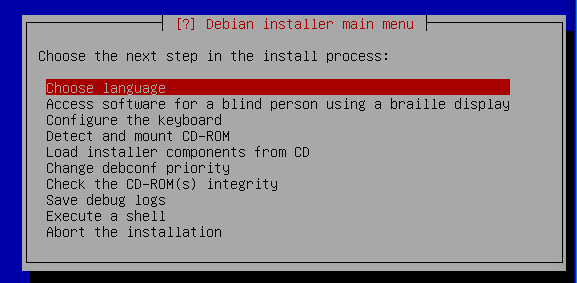 [?] Debian installer main menu
Choose the next step in the install process:
Choose language
Access software for a blind person using a braille display
Configure the keyboard
Detect and mount CD-ROM
Load installer components from CD
Change debconf priority
Check the CD-ROM(s) integrity
Save debug logs
Execute a shell
Abort the installation